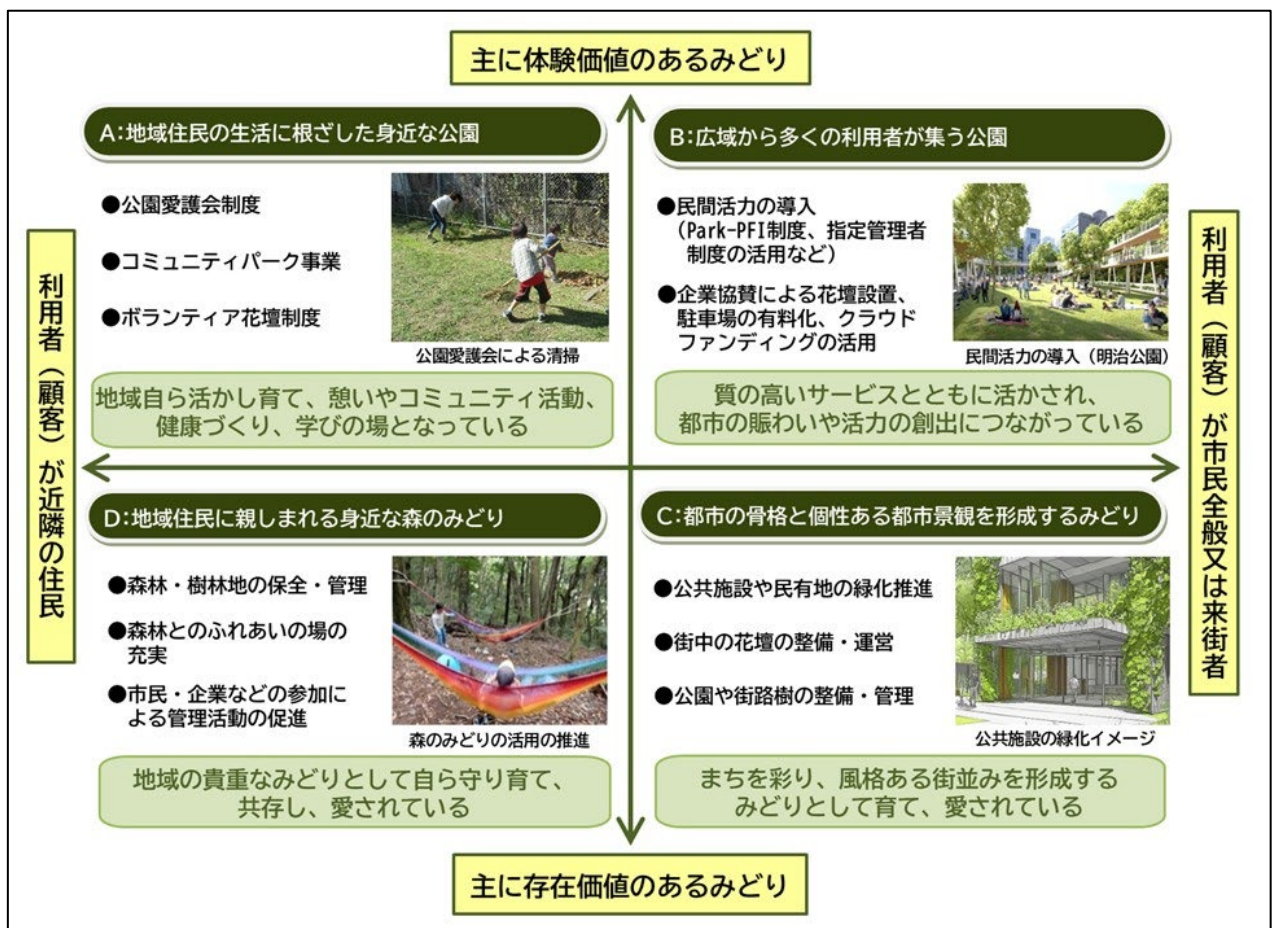 主に体験価値のあるみどり
A:地域住民の生活に根ざした身近な公園
●公園愛護会制度
●コミュニティパーク事業
●ボランティア花壇制度
公園愛護会による清掃
地域自ら活かし育て、憩いやコミュニティ活動、
健康づくり、学びの場となっている
B:広域から多くの利用者が集う公園
●民間活力の導入
(Park-PFI制度、指定管理者
制度の活用など)
●企業協賛による花壇設置、
駐車場の有料化、クラウド
ファンディングの活用
民間活力の導入(明治公園)
質の高いサービスとともに活かされ、
都市の賑わいや活力の創出につながっている
利用者(顧客)が近隣の住民
利用者(顧客)が市民全般又は来街者
D:地域住民に親しまれる身近な森のみどり
●森林・樹林地の保全・管理
●森林とのふれあいの場の
充実
●市民・企業などの参加に
よる管理活動の促進
森のみどりの活用の推進
地域の貴重なみどりとして自ら守り育て、
共存し、愛されている
C:都市の骨格と個性ある都市景観を形成するみどり
●公共施設や民有地の緑化推進
●街中の花壇の整備・運営
●公園や街路樹の整備・管理
公共施設の緑化イメージ
まちを彩り、風格ある街並みを形成する
みどりとして育て、愛されている
主に存在価値のあるみどり